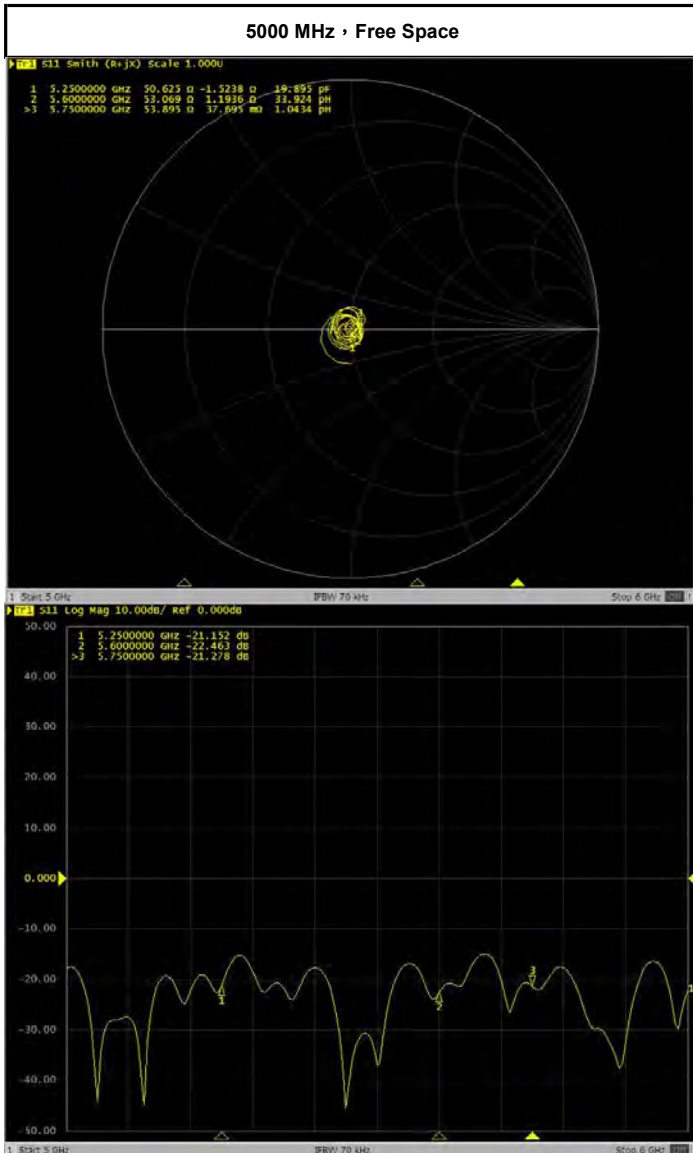 5000 MHz，Free Space
Tr1 S11 Smith (R+jX) Scale 1.000U
1 5.2500000 GHz 50.625 Ω -1.5238 Ω 19.895 pF
2 5.6000000 GHz 53.069 Ω 1.1936 Ω 33.924 pH
>3 5.7500000 GHz 53.895 Ω 37.695 mΩ 1.0434 pH
1
1 Start 5 GHz IFBW 70 kHz Stop 6 GHz
Tr1 S11 Log Mag 10.00dB/ Ref 0.000dB
50.00
1 5.2500000 GHz -21.152 dB
2 5.6000000 GHz -22.463 dB
>3 5.7500000 GHz -21.278 dB
40.00
30.00
20.00
10.00
0.000
-10.00
-20.00
3
1
1
2
-30.00
-40.00
-50.00
1 Start 5 GHz IFBW 70 kHz Stop 6 GHz